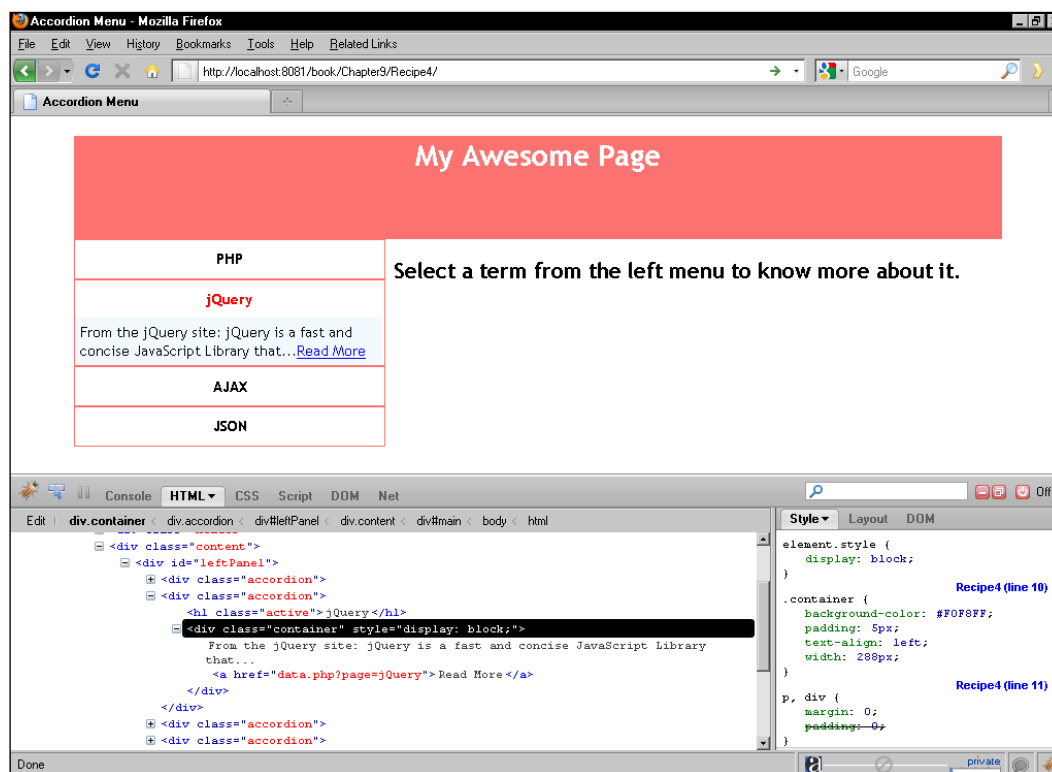 Accordion Menu - Mozilla Firefox
File Edit View History Bookmarks Tools Help Related Links
http://localhost:8081/book/Chapter9/Recipe4/ Google
Accordion Menu
My Awesome Page
PHP
Select a term from the left menu to know more about it.
jQuery
From the jQuery site: jQuery is a fast and
concise JavaScript Library that...Read More
AJAX
JSON
Console HTML CSS Script DOM Net
Off
Edit div.container < div.accordion < div#leftPanel < div.content < div#main < body < html
Style Layout DOM
<div class="content">
<div id="leftPanel">
<div class="accordion">
<div class="accordion">
<h1 class="active">jQuery</h1>
<div class="container" style="display: block;">
From the jQuery site: jQuery is a fast and concise JavaScript Library
that...
<a href="data.php?page=jQuery">Read More</a>
</div>
</div>
<div class="accordion">
<div class="accordion">
element.style {
display: block;
}
Recipe4 (line 10)
.container {
background-color: #F0F8FF;
padding: 5px;
text-align: left;
width: 288px;
}
Recipe4 (line 11)
p, div {
margin: 0;
padding: 0;
}
Done
private